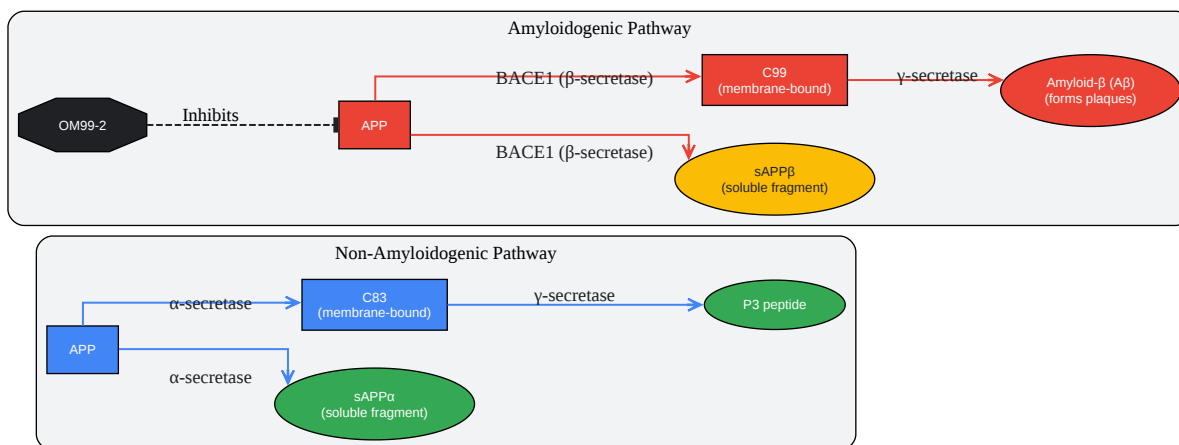 Amyloidogenic Pathway
OM99-2
Inhibits
APP
BACE1 (β-secretase)
C99
(membrane-bound)
γ-secretase
Amyloid-β (Aβ)
(forms plaques)
BACE1 (β-secretase)
sAPPβ
(soluble fragment)
Non-Amyloidogenic Pathway
APP
α-secretase
C83
(membrane-bound)
γ-secretase
P3 peptide
α-secretase
sAPPα
(soluble fragment)